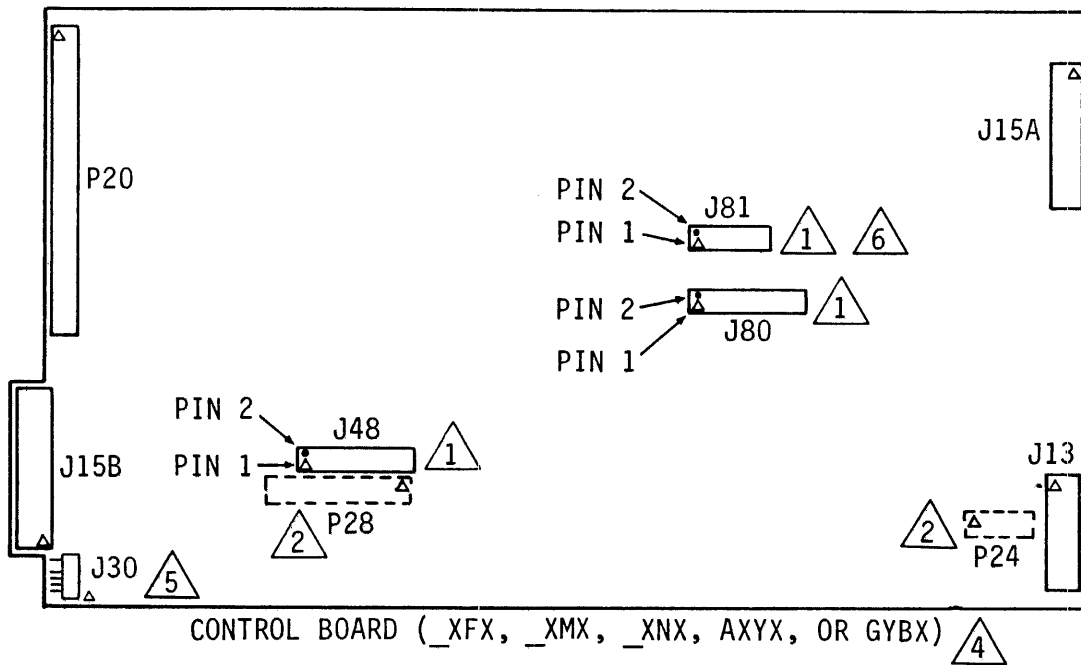 P20
J15A
PIN 2
J81
PIN 1
1
6
PIN 2
J80
1
PIN 1
PIN 2
J48
PIN 1
1
J15B
P28
2
J13
2
P24
J30
5
CONTROL BOARD (_XFX, _XMX, _XNX, AXYX, OR GYBX)
4